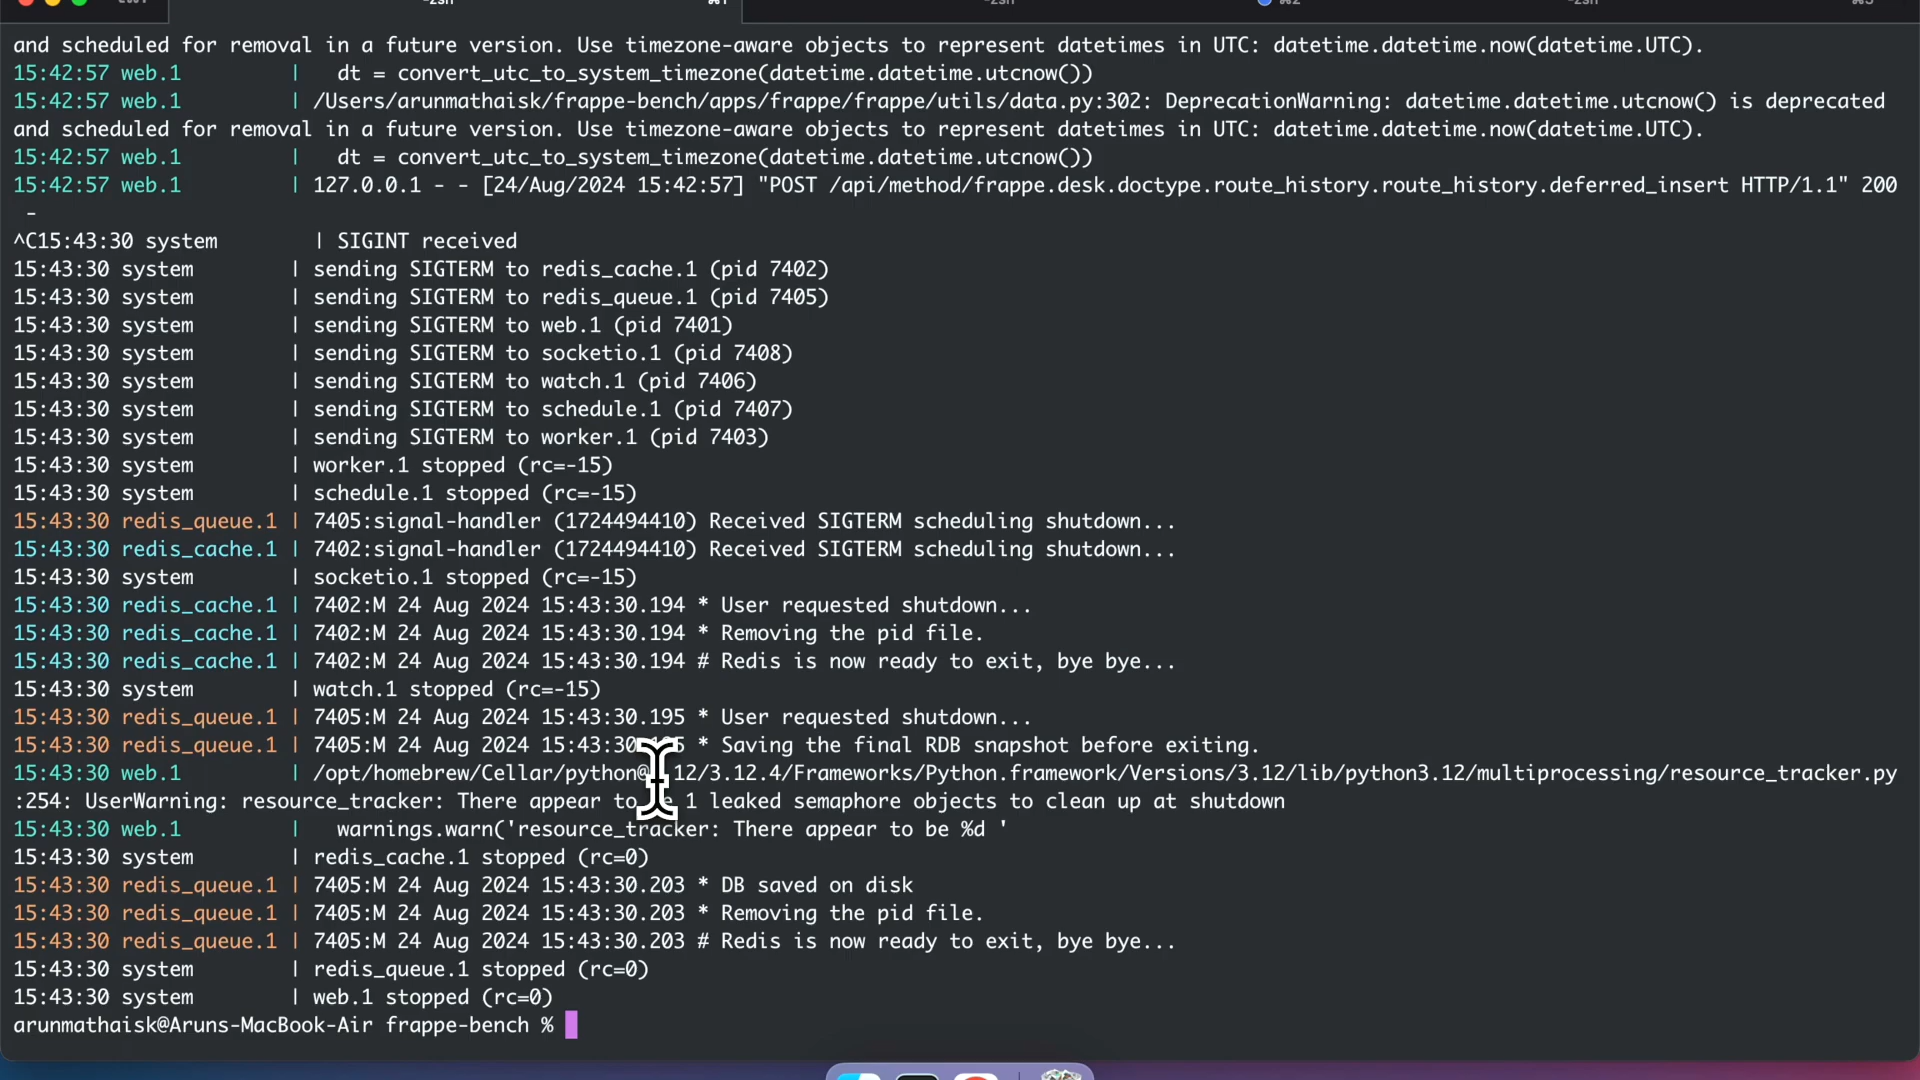 -zsh ⌘1 -zsh ⌘2 -zsh ⌘3
and scheduled for removal in a future version. Use timezone-aware objects to represent datetimes in UTC: datetime.datetime.now(datetime.UTC).
15:42:57 web.1 | dt = convert_utc_to_system_timezone(datetime.datetime.utcnow())
15:42:57 web.1 | /Users/arunmathaisk/frappe-bench/apps/frappe/frappe/utils/data.py:302: DeprecationWarning: datetime.datetime.utcnow() is deprecated
and scheduled for removal in a future version. Use timezone-aware objects to represent datetimes in UTC: datetime.datetime.now(datetime.UTC).
15:42:57 web.1 | dt = convert_utc_to_system_timezone(datetime.datetime.utcnow())
15:42:57 web.1 | 127.0.0.1 - - [24/Aug/2024 15:42:57] "POST /api/method/frappe.desk.doctype.route_history.route_history.deferred_insert HTTP/1.1" 200
-
^C15:43:30 system | SIGINT received
15:43:30 system | sending SIGTERM to redis_cache.1 (pid 7402)
15:43:30 system | sending SIGTERM to redis_queue.1 (pid 7405)
15:43:30 system | sending SIGTERM to web.1 (pid 7401)
15:43:30 system | sending SIGTERM to socketio.1 (pid 7408)
15:43:30 system | sending SIGTERM to watch.1 (pid 7406)
15:43:30 system | sending SIGTERM to schedule.1 (pid 7407)
15:43:30 system | sending SIGTERM to worker.1 (pid 7403)
15:43:30 system | worker.1 stopped (rc=-15)
15:43:30 system | schedule.1 stopped (rc=-15)
15:43:30 redis_queue.1 | 7405:signal-handler (1724494410) Received SIGTERM scheduling shutdown...
15:43:30 redis_cache.1 | 7402:signal-handler (1724494410) Received SIGTERM scheduling shutdown...
15:43:30 system | socketio.1 stopped (rc=-15)
15:43:30 redis_cache.1 | 7402:M 24 Aug 2024 15:43:30.194 * User requested shutdown...
15:43:30 redis_cache.1 | 7402:M 24 Aug 2024 15:43:30.194 * Removing the pid file.
15:43:30 redis_cache.1 | 7402:M 24 Aug 2024 15:43:30.194 # Redis is now ready to exit, bye bye...
15:43:30 system | watch.1 stopped (rc=-15)
15:43:30 redis_queue.1 | 7405:M 24 Aug 2024 15:43:30.195 * User requested shutdown...
15:43:30 redis_queue.1 | 7405:M 24 Aug 2024 * Saving the final RDB snapshot before exiting.
15:43:30 web.1 | /opt/homebrew/Cellar/python@ 12/3.12.4/Frameworks/Python.framework/Versions/3.12/lib/python3.12/multiprocessing/resource_tracker.py
:254: UserWarning: resource_tracker: There appear to 1 leaked semaphore objects to clean up at shutdown
15:43:30 web.1 | warnings.warn('resource_tracker: There appear to be %d '
15:43:30 system | redis_cache.1 stopped (rc=0)
15:43:30 redis_queue.1 | 7405:M 24 Aug 2024 15:43:30.203 * DB saved on disk
15:43:30 redis_queue.1 | 7405:M 24 Aug 2024 15:43:30.203 * Removing the pid file.
15:43:30 redis_queue.1 | 7405:M 24 Aug 2024 15:43:30.203 # Redis is now ready to exit, bye bye...
15:43:30 system | redis_queue.1 stopped (rc=0)
15:43:30 system | web.1 stopped (rc=0)
arunmathaisk@Aruns-MacBook-Air frappe-bench %